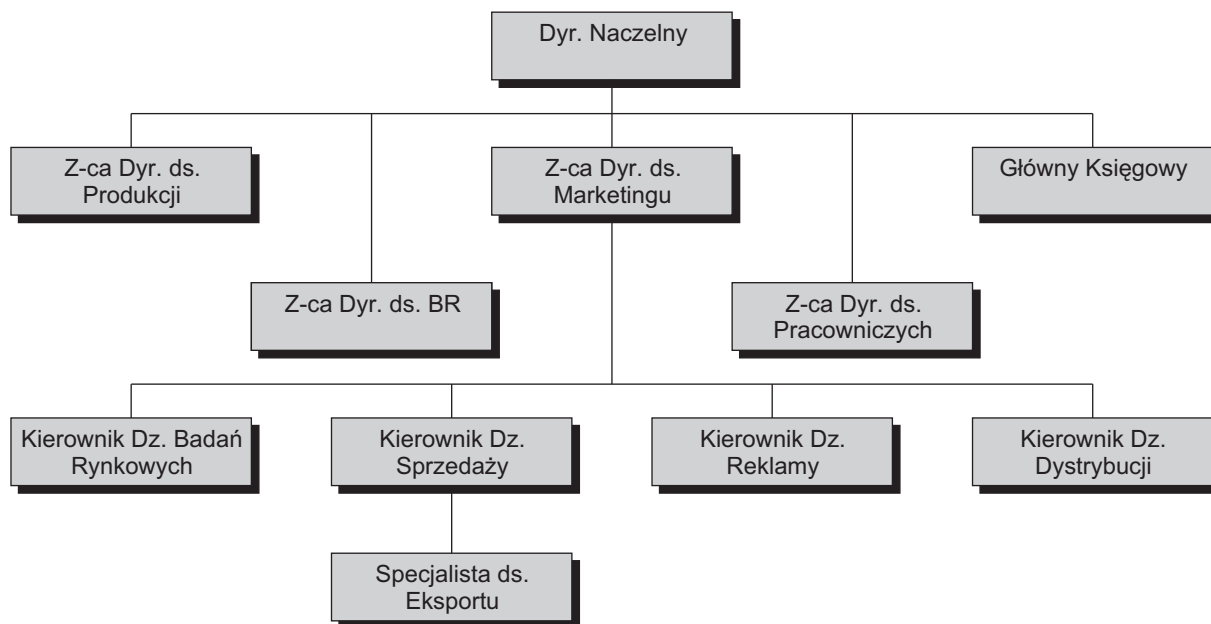 Dyr. Naczelny
Z-ca Dyr. ds.
Produkcji
Z-ca Dyr. ds.
Marketingu
Główny Księgowy
Z-ca Dyr. ds. BR
Z-ca Dyr. ds.
Pracowniczych
Kierownik Dz. Badań
Rynkowych
Kierownik Dz.
Sprzedaży
Kierownik Dz.
Reklamy
Kierownik Dz.
Dystrybucji
Specjalista ds.
Eksportu